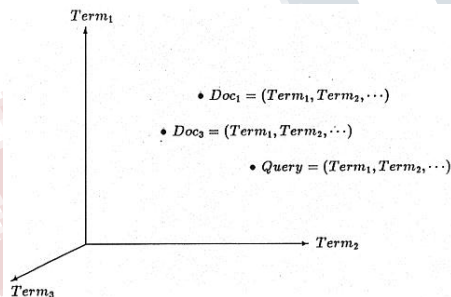 Term₁
• Doc₁ = (Term₁, Term₂, ⋯)
• Doc₃ = (Term₁, Term₂, ⋯)
• Query = (Term₁, Term₂, ⋯)
Term₂
Term₃